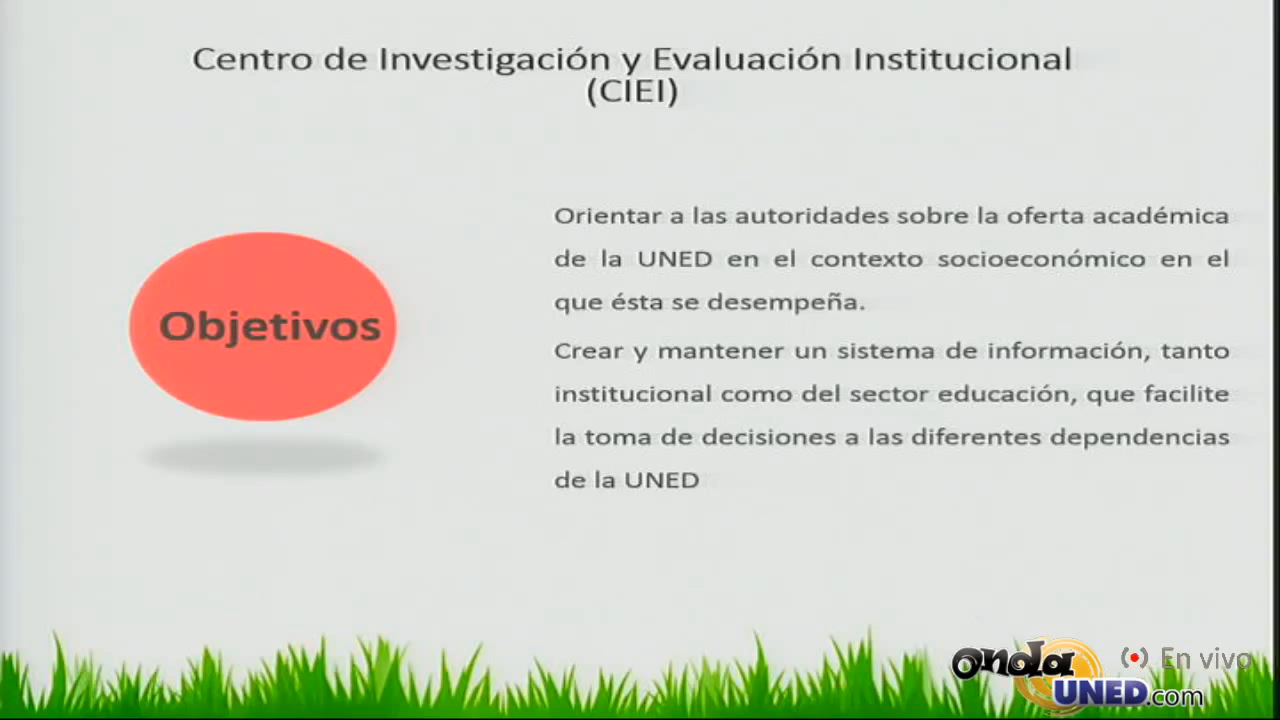 Centro de Investigación y Evaluación Institucional
(CIEI)
Objetivos
Orientar a las autoridades sobre la oferta académica
de la UNED en el contexto socioeconómico en el
que ésta se desempeña.
Crear y mantener un sistema de información, tanto
institucional como del sector educación, que facilite
la toma de decisiones a las diferentes dependencias
de la UNED
onda
UNED.com
En vivo